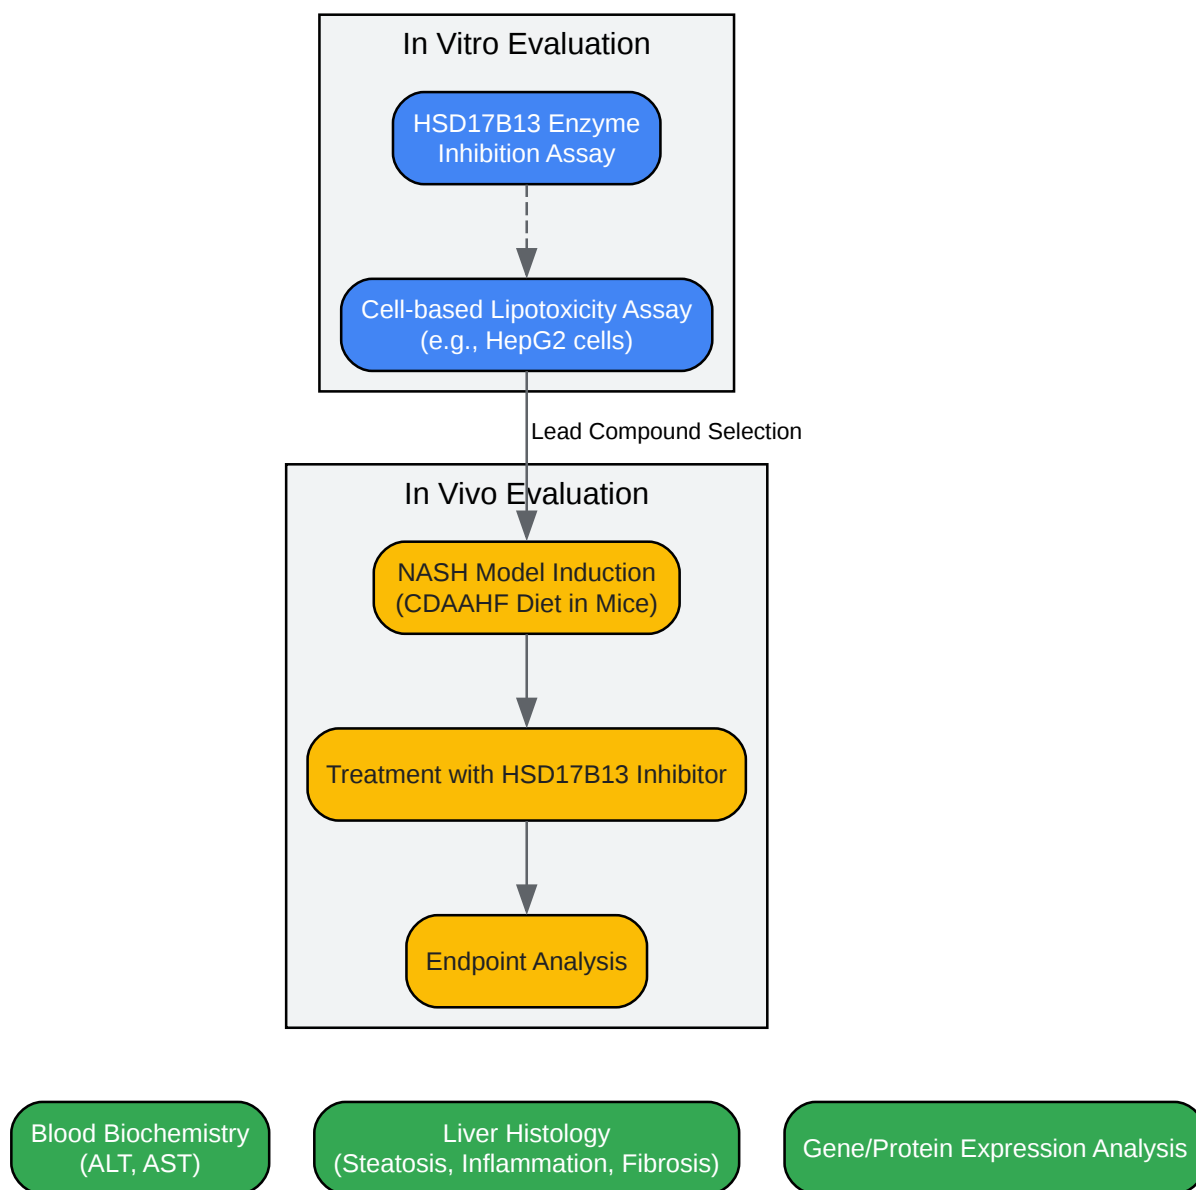 In Vitro Evaluation
HSD17B13 Enzyme
Inhibition Assay
Cell-based Lipotoxicity Assay
(e.g., HepG2 cells)
Lead Compound Selection
In Vivo Evaluation
NASH Model Induction
(CDAAHF Diet in Mice)
Treatment with HSD17B13 Inhibitor
Endpoint Analysis
Blood Biochemistry
(ALT, AST)
Liver Histology
(Steatosis, Inflammation, Fibrosis)
Gene/Protein Expression Analysis